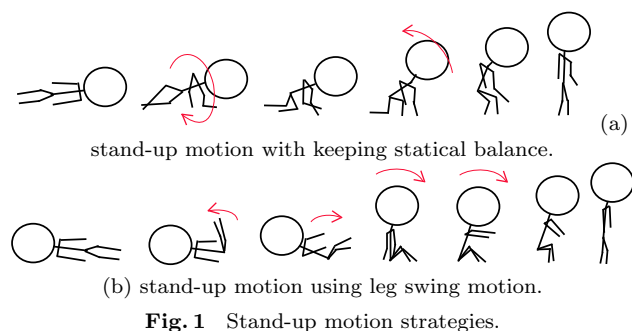 (a)
stand-up motion with keeping statical balance.
(b) stand-up motion using leg swing motion.
Fig. 1 Stand-up motion strategies.